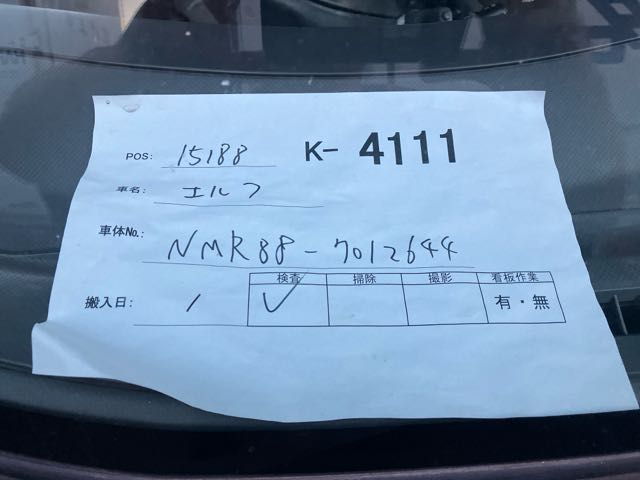 POS: 15188 K- 4111
車名: エルフ
車体No.: NMR88-7012644
検査 掃除 撮影 看板作業
搬入日: / ✓ 有・無